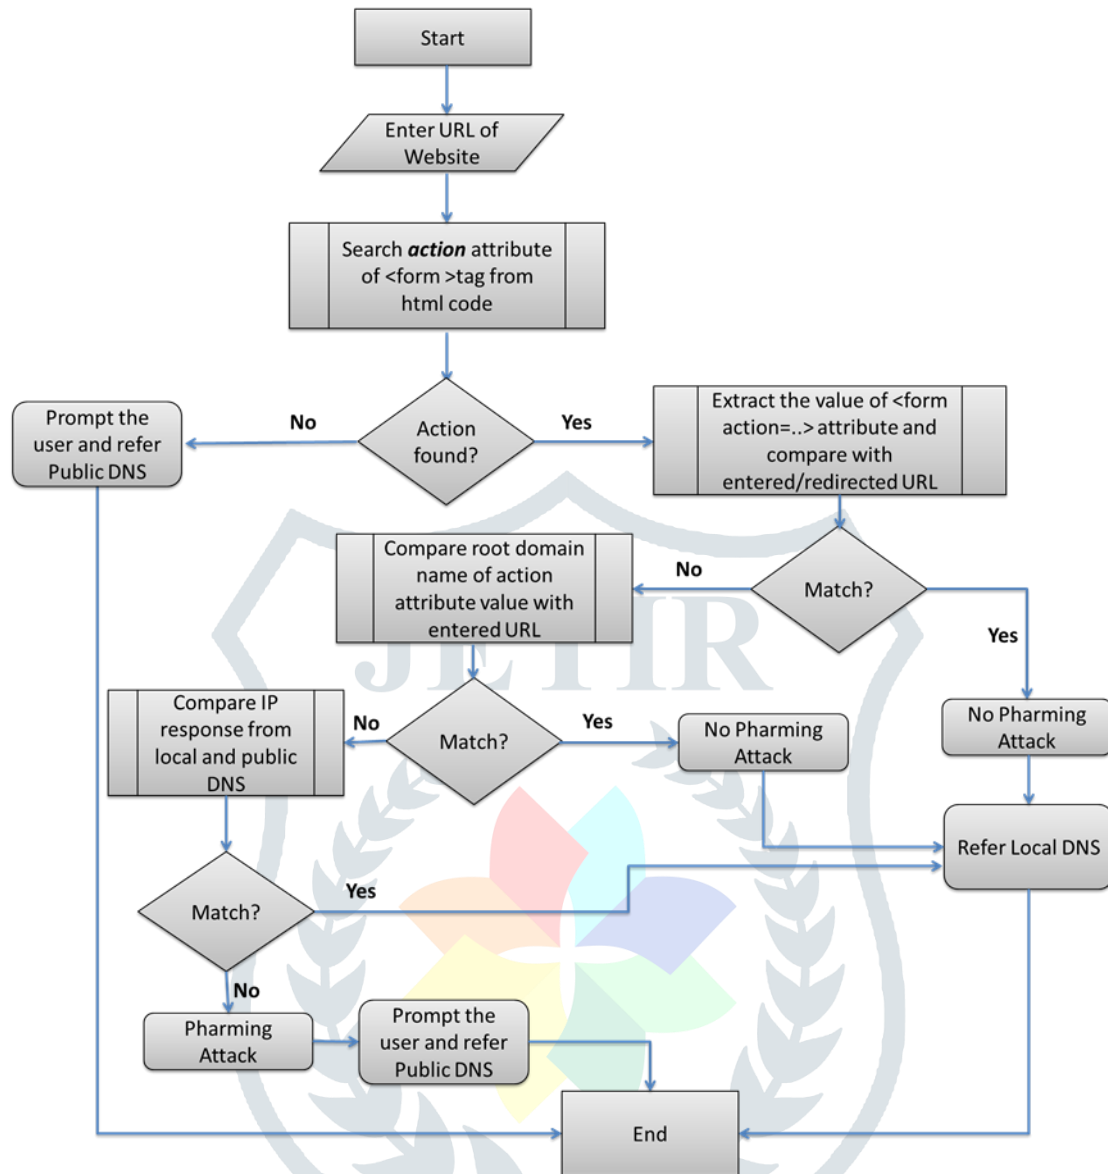 Start
Enter URL of
Website
Search action attribute
of <form >tag from
html code
Action
found?
No
Yes
Prompt the
user and refer
Public DNS
Extract the value of <form
action=..> attribute and
compare with
entered/redirected URL
Match?
No
Yes
Compare root domain
name of action
attribute value with
entered URL
JETIR
Match?
No
Yes
No Pharming
Attack
No Pharming
Attack
Compare IP
response from
local and public
DNS
Refer Local DNS
Match?
Yes
No
Pharming
Attack
Prompt the
user and refer
Public DNS
End